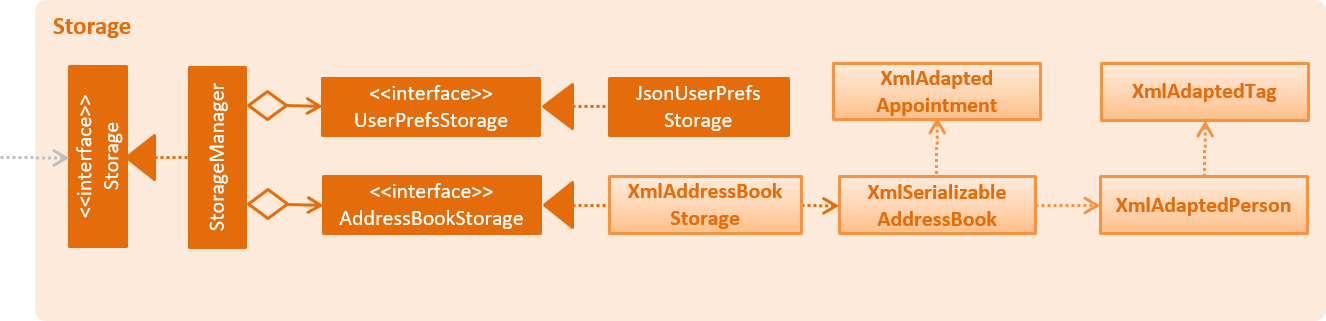 Storage
<<interface>>
Storage
StorageManager
<<interface>>
UserPrefsStorage
JsonUserPrefs
Storage
XmlAdapted
Appointment
XmlAdaptedTag
<<interface>>
AddressBookStorage
XmlAddressBook
Storage
XmlSerializable
AddressBook
XmlAdaptedPerson